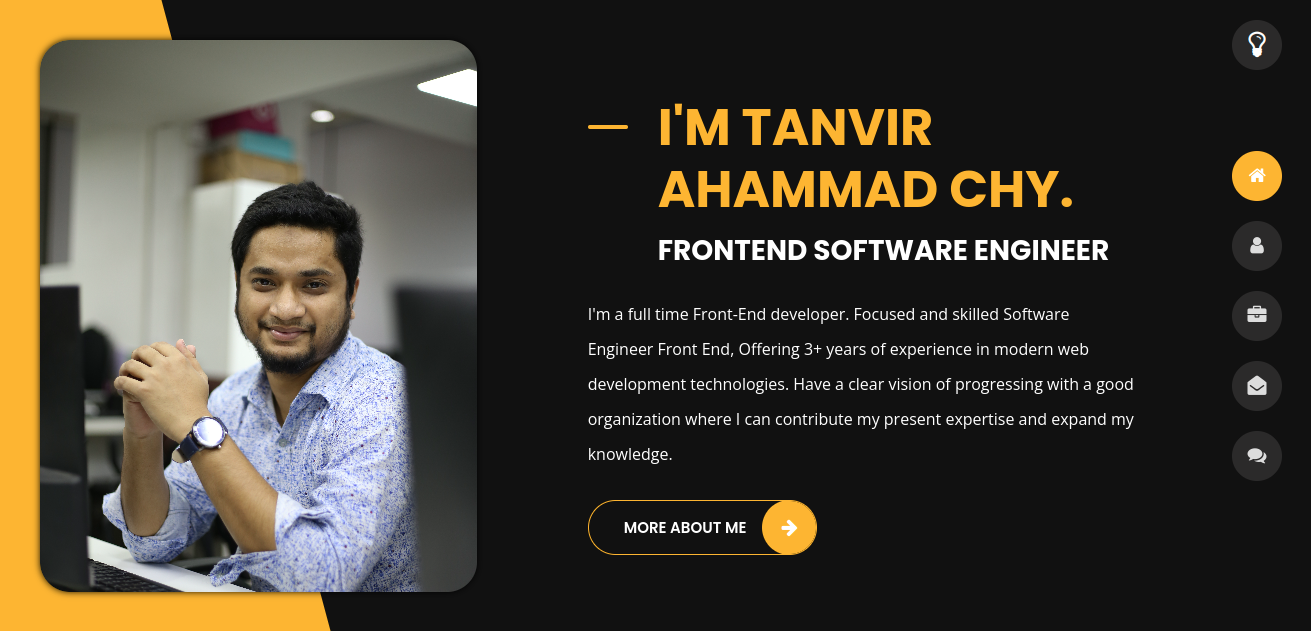 I'M TANVIR
AHAMMAD CHY.
FRONTEND SOFTWARE ENGINEER
I'm a full time Front-End developer. Focused and skilled Software
Engineer Front End, Offering 3+ years of experience in modern web
development technologies. Have a clear vision of progressing with a good
organization where I can contribute my present expertise and expand my
knowledge.
MORE ABOUT ME